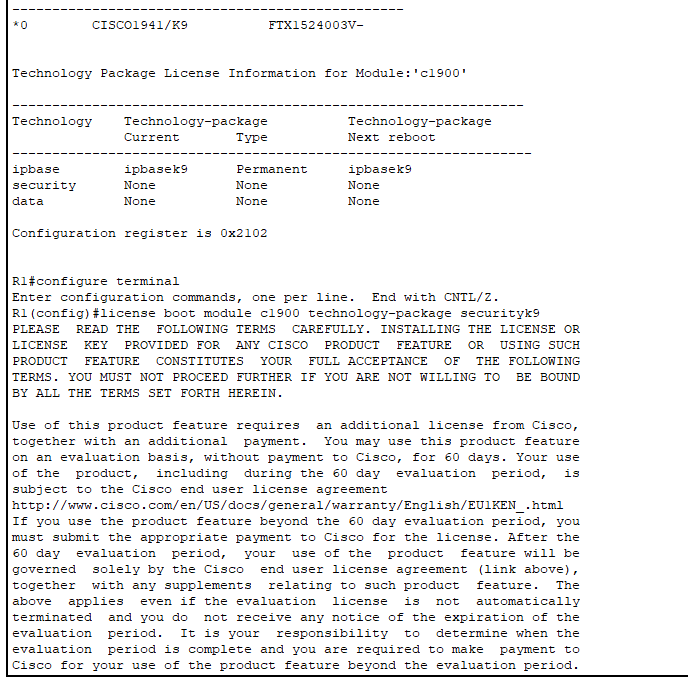 -------------------------------------------------
*0        CISCO1941/K9          FTX1524003V-
Technology Package License Information for Module:'c1900'
----------------------------------------------------------------
Technology    Technology-package          Technology-package
              Current       Type          Next reboot
-----------------------------------------------------------------
ipbase        ipbasek9      Permanent     ipbasek9
security      None          None          None
data          None          None          None
Configuration register is 0x2102
R1#configure terminal
Enter configuration commands, one per line.  End with CNTL/Z.
R1(config)#license boot module c1900 technology-package securityk9
PLEASE  READ THE  FOLLOWING TERMS  CAREFULLY. INSTALLING THE LICENSE OR
LICENSE  KEY  PROVIDED FOR  ANY CISCO  PRODUCT  FEATURE  OR  USING SUCH
PRODUCT  FEATURE  CONSTITUTES  YOUR  FULL ACCEPTANCE  OF  THE FOLLOWING
TERMS. YOU MUST NOT PROCEED FURTHER IF YOU ARE NOT WILLING TO  BE BOUND
BY ALL THE TERMS SET FORTH HEREIN.
Use of this product feature requires  an additional license from Cisco,
together with an additional  payment.  You may use this product feature
on an evaluation basis, without payment to Cisco, for 60 days. Your use
of the  product,  including  during the 60 day  evaluation  period,  is
subject to the Cisco end user license agreement
http://www.cisco.com/en/US/docs/general/warranty/English/EU1KEN_.html
If you use the product feature beyond the 60 day evaluation period, you
must submit the appropriate payment to Cisco for the license. After the
60 day  evaluation  period,  your  use of the  product  feature will be
governed  solely by the Cisco  end user license agreement (link above),
together  with any supplements  relating to such product  feature.  The
above  applies  even if the evaluation  license  is  not  automatically
terminated  and you do  not receive any notice of the expiration of the
evaluation  period.  It is your  responsibility  to  determine when the
evaluation  period is complete and you are required to make  payment to
Cisco for your use of the product feature beyond the evaluation period.